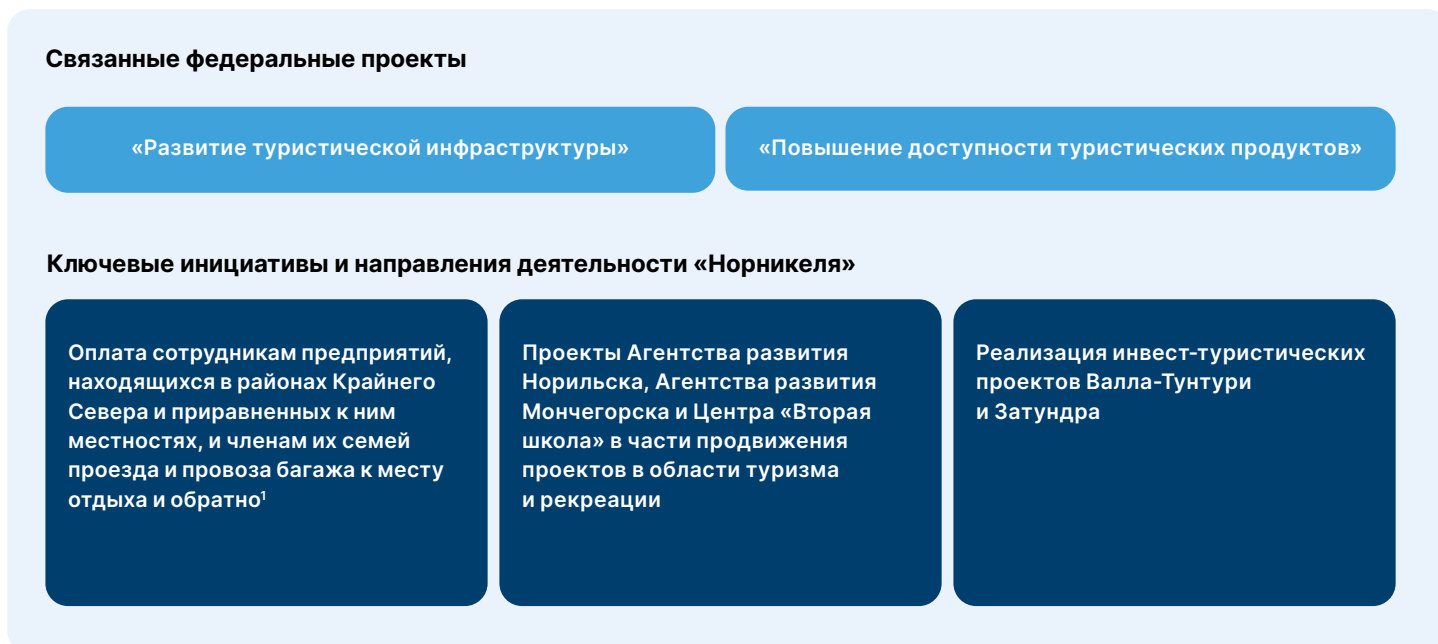 Связанные федеральные проекты
«Развитие туристической инфраструктуры»
«Повышение доступности туристических продуктов»
Ключевые инициативы и направления деятельности «Норникеля»
Оплата сотрудникам предприятий,
находящихся в районах Крайнего
Севера и приравненных к ним
местностях, и членам их семей
проезда и провоза багажа к месту
отдыха и обратно¹
Проекты Агентства развития
Норильска, Агентства развития
Мончегорска и Центра «Вторая
школа» в части продвижения
проектов в области туризма
и рекреации
Реализация инвест-туристических
проектов Валла-Тунтури
и Затундра